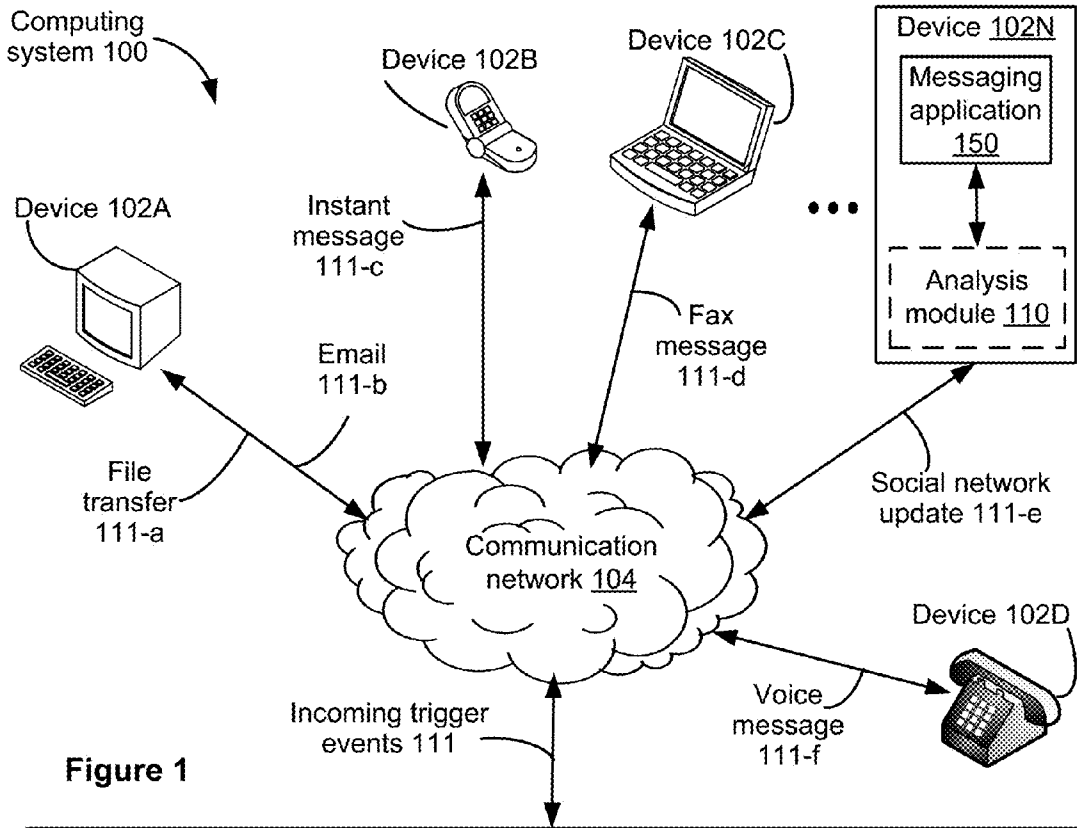 Computing
system 100
Device 102B
Device 102C
Device 102N
Messaging
application
150
Analysis
module 110
Device 102A
Instant
message
111-c
Fax
message
111-d
Email
111-b
File
transfer
111-a
Social network
update 111-e
Communication
network 104
Device 102D
Voice
message
111-f
Incoming trigger
events 111
Figure 1